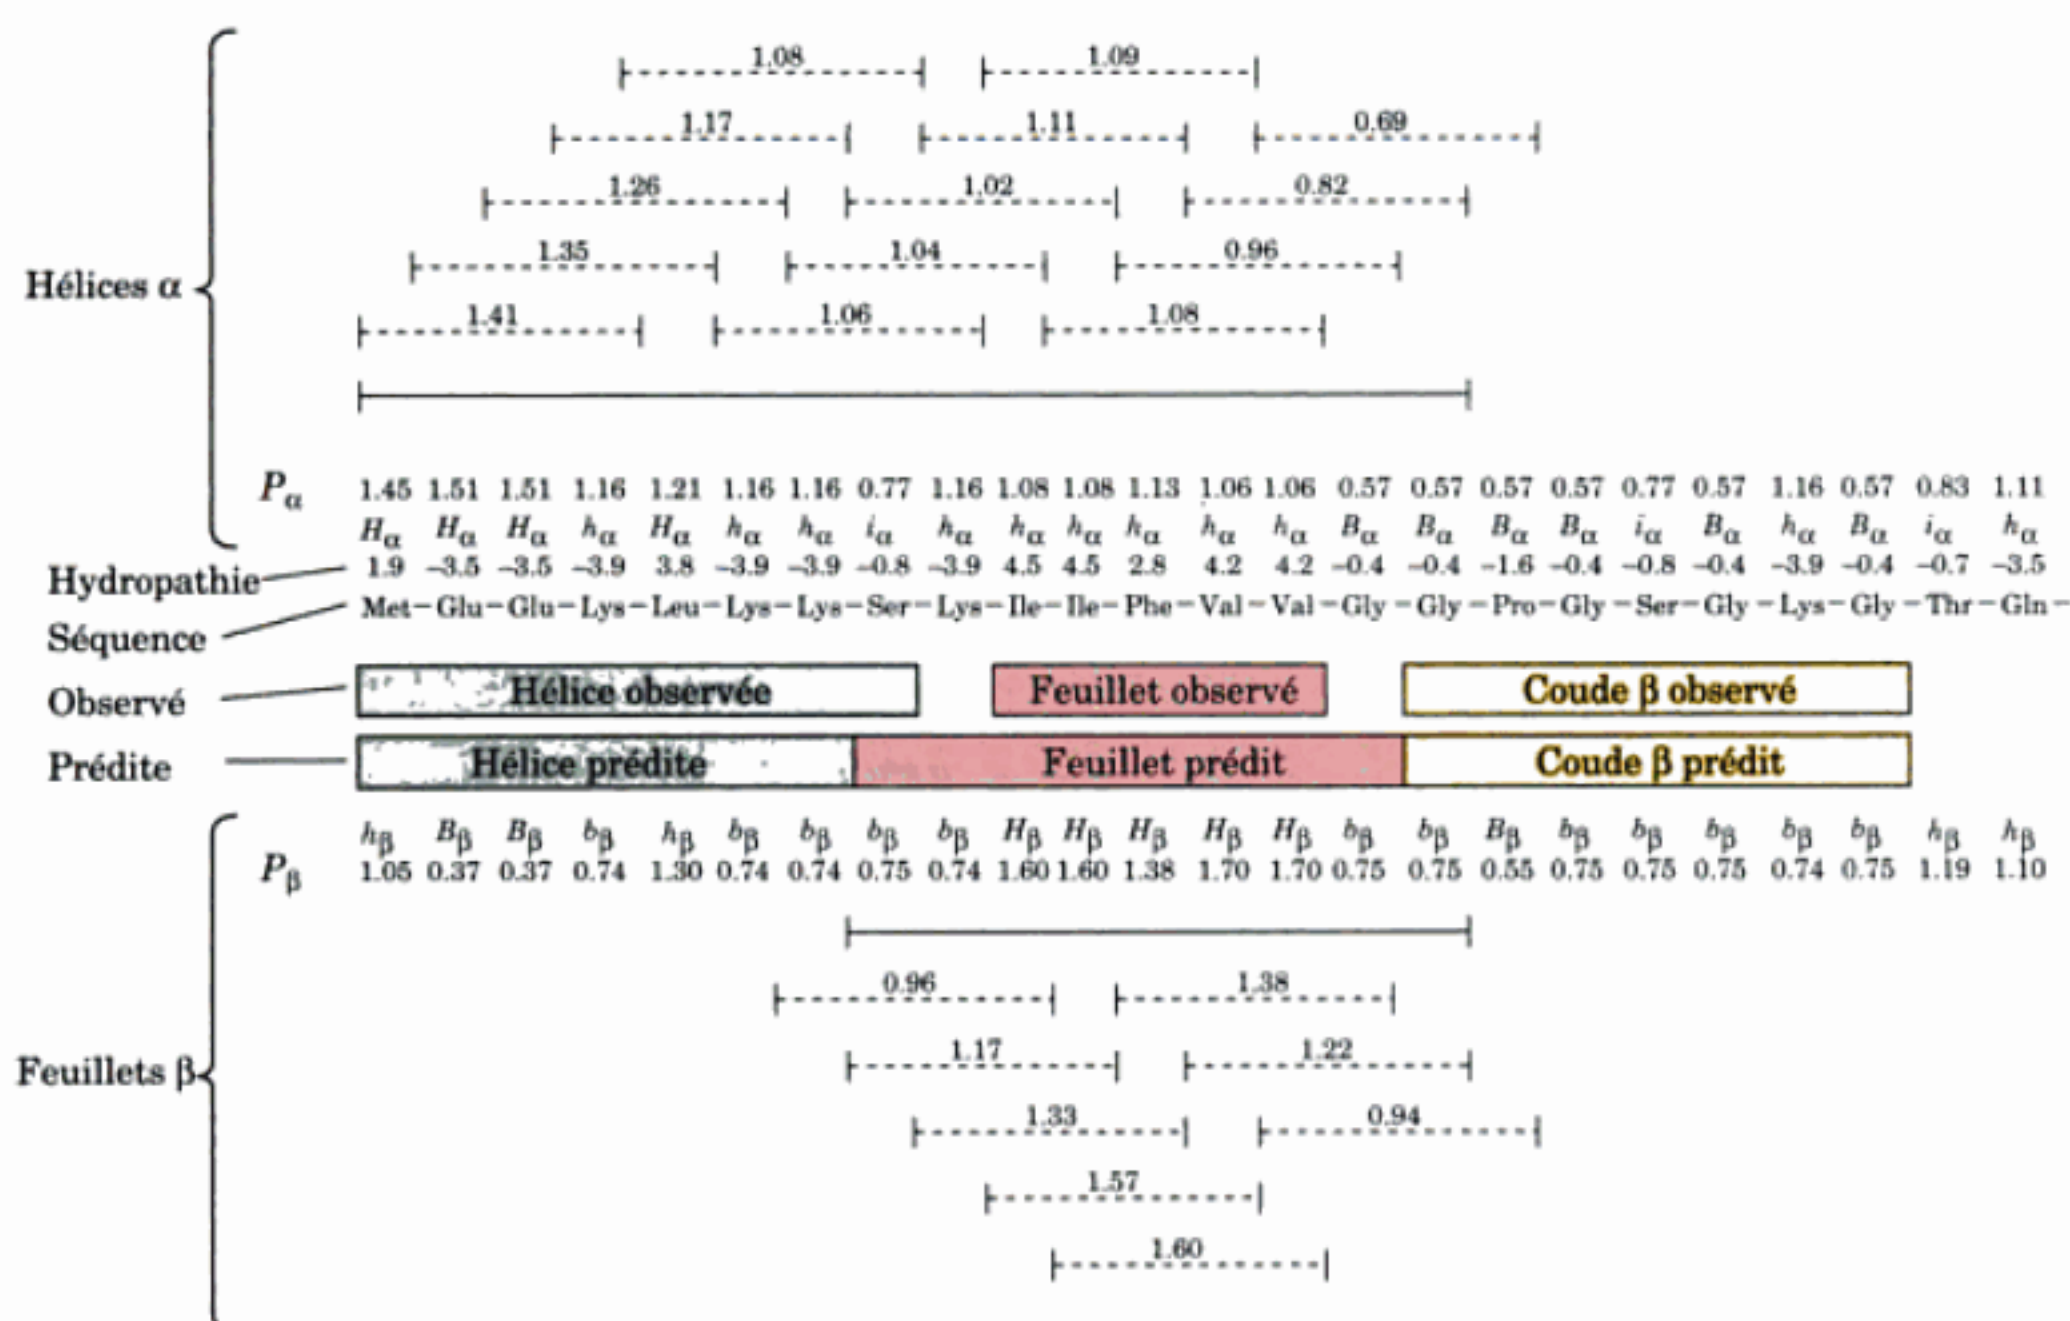 1.08 1.09
1.17 1.11 0.69
1.26 1.02 0.82
1.35 1.04 0.96
Hélices α
1.41 1.06 1.08
Pα 1.45 1.51 1.51 1.16 1.21 1.16 1.16 0.77 1.16 1.08 1.08 1.13 1.06 1.06 0.57 0.57 0.57 0.57 0.77 0.57 1.16 0.57 0.83 1.11
Hα Hα Hα hα Hα hα hα iα hα hα hα hα hα hα Bα Bα Bα Bα iα Bα hα Bα iα hα
Hydropathie 1.9 –3.5 –3.5 –3.9 3.8 –3.9 –3.9 –0.8 –3.9 4.5 4.5 2.8 4.2 4.2 –0.4 –0.4 –1.6 –0.4 –0.8 –0.4 –3.9 –0.4 –0.7 –3.5
Séquence Met–Glu–Glu–Lys–Leu–Lys–Lys–Ser–Lys–Ile–Ile–Phe–Val–Val–Gly–Gly–Pro–Gly–Ser–Gly–Lys–Gly–Thr–Gln–
Observé Hélice observée Feuillet observé Coude β observé
Prédite Hélice prédite Feuillet prédit Coude β prédit
hβ Bβ Bβ bβ hβ bβ bβ bβ bβ Hβ Hβ Hβ Hβ Hβ bβ bβ Bβ bβ bβ bβ bβ bβ hβ hβ
Pβ 1.05 0.37 0.37 0.74 1.30 0.74 0.74 0.75 0.74 1.60 1.60 1.38 1.70 1.70 0.75 0.75 0.55 0.75 0.75 0.75 0.74 0.75 1.19 1.10
0.96 1.38
Feuillets β
1.17 1.22
1.33 0.94
1.57
1.60